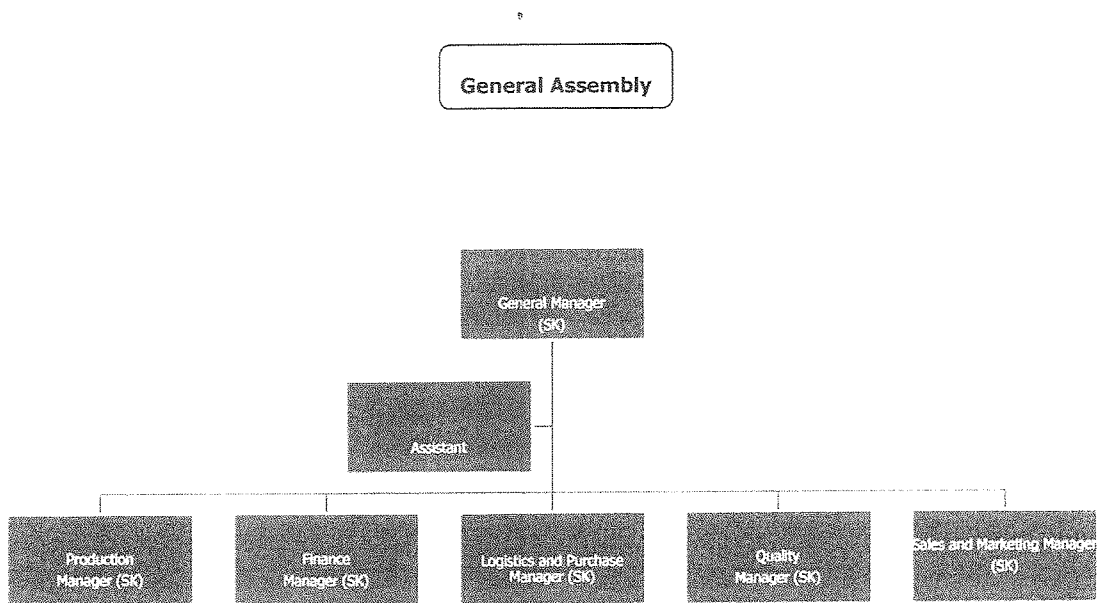 General Assembly
General Manager
(SK)
Assistant
Production
Manager (SK)
Finance
Manager (SK)
Logistics and Purchase
Manager (SK)
Quality
Manager (SK)
Sales and Marketing Manager
(SK)